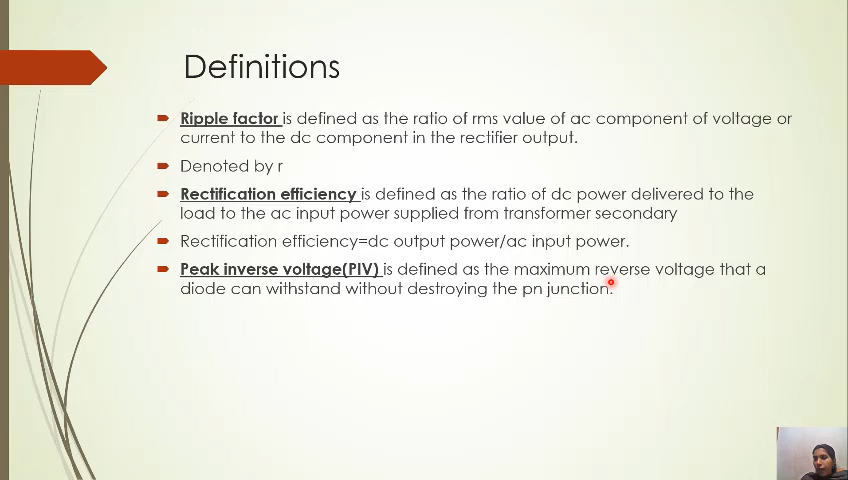 Definitions
Ripple factor is defined as the ratio of rms value of ac component of voltage or
current to the dc component in the rectifier output.
Denoted by r
Rectification efficiency is defined as the ratio of dc power delivered to the
load to the ac input power supplied from transformer secondary
Rectification efficiency=dc output power/ac input power.
Peak inverse voltage(PIV) is defined as the maximum reverse voltage that a
diode can withstand without destroying the pn junction.